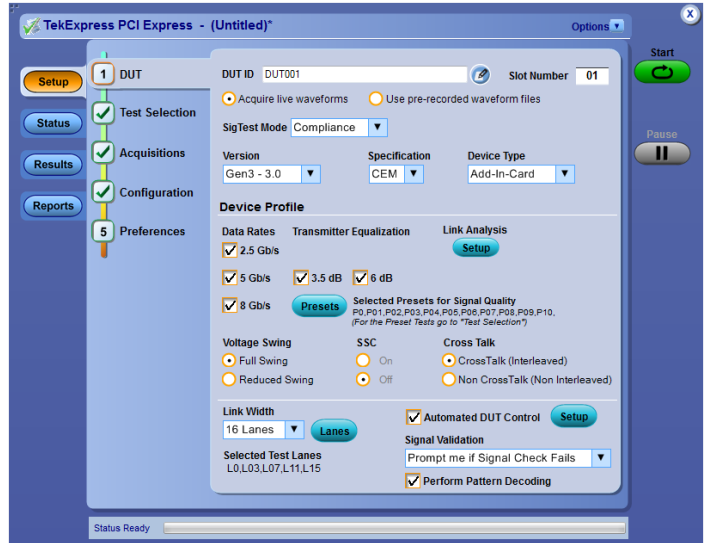 TekExpress PCI Express - (Untitled)*
Options
x
Start
Setup
Status
Results
Reports
1 DUT
Test Selection
Acquisitions
Configuration
5 Preferences
DUT ID DUT001
Slot Number 01
Acquire live waveforms
Use pre-recorded waveform files
SigTest Mode Compliance
Pause
Version Specification Device Type
Gen3 - 3.0 CEM Add-In-Card
Device Profile
Data Rates Transmitter Equalization Link Analysis
2.5 Gb/s
Setup
5 Gb/s 3.5 dB 6 dB
8 Gb/s Presets
Selected Presets for Signal Quality
P0,P01,P02,P03,P04,P05,P06,P07,P08,P09,P10,
(For the Preset Tests go to "Test Selection")
Voltage Swing SSC Cross Talk
Full Swing On CrossTalk (Interleaved)
Reduced Swing Off Non CrossTalk (Non Interleaved)
Link Width
16 Lanes Lanes
Selected Test Lanes
L0,L03,L07,L11,L15
Automated DUT Control Setup
Signal Validation
Prompt me if Signal Check Fails
Perform Pattern Decoding
Status Ready